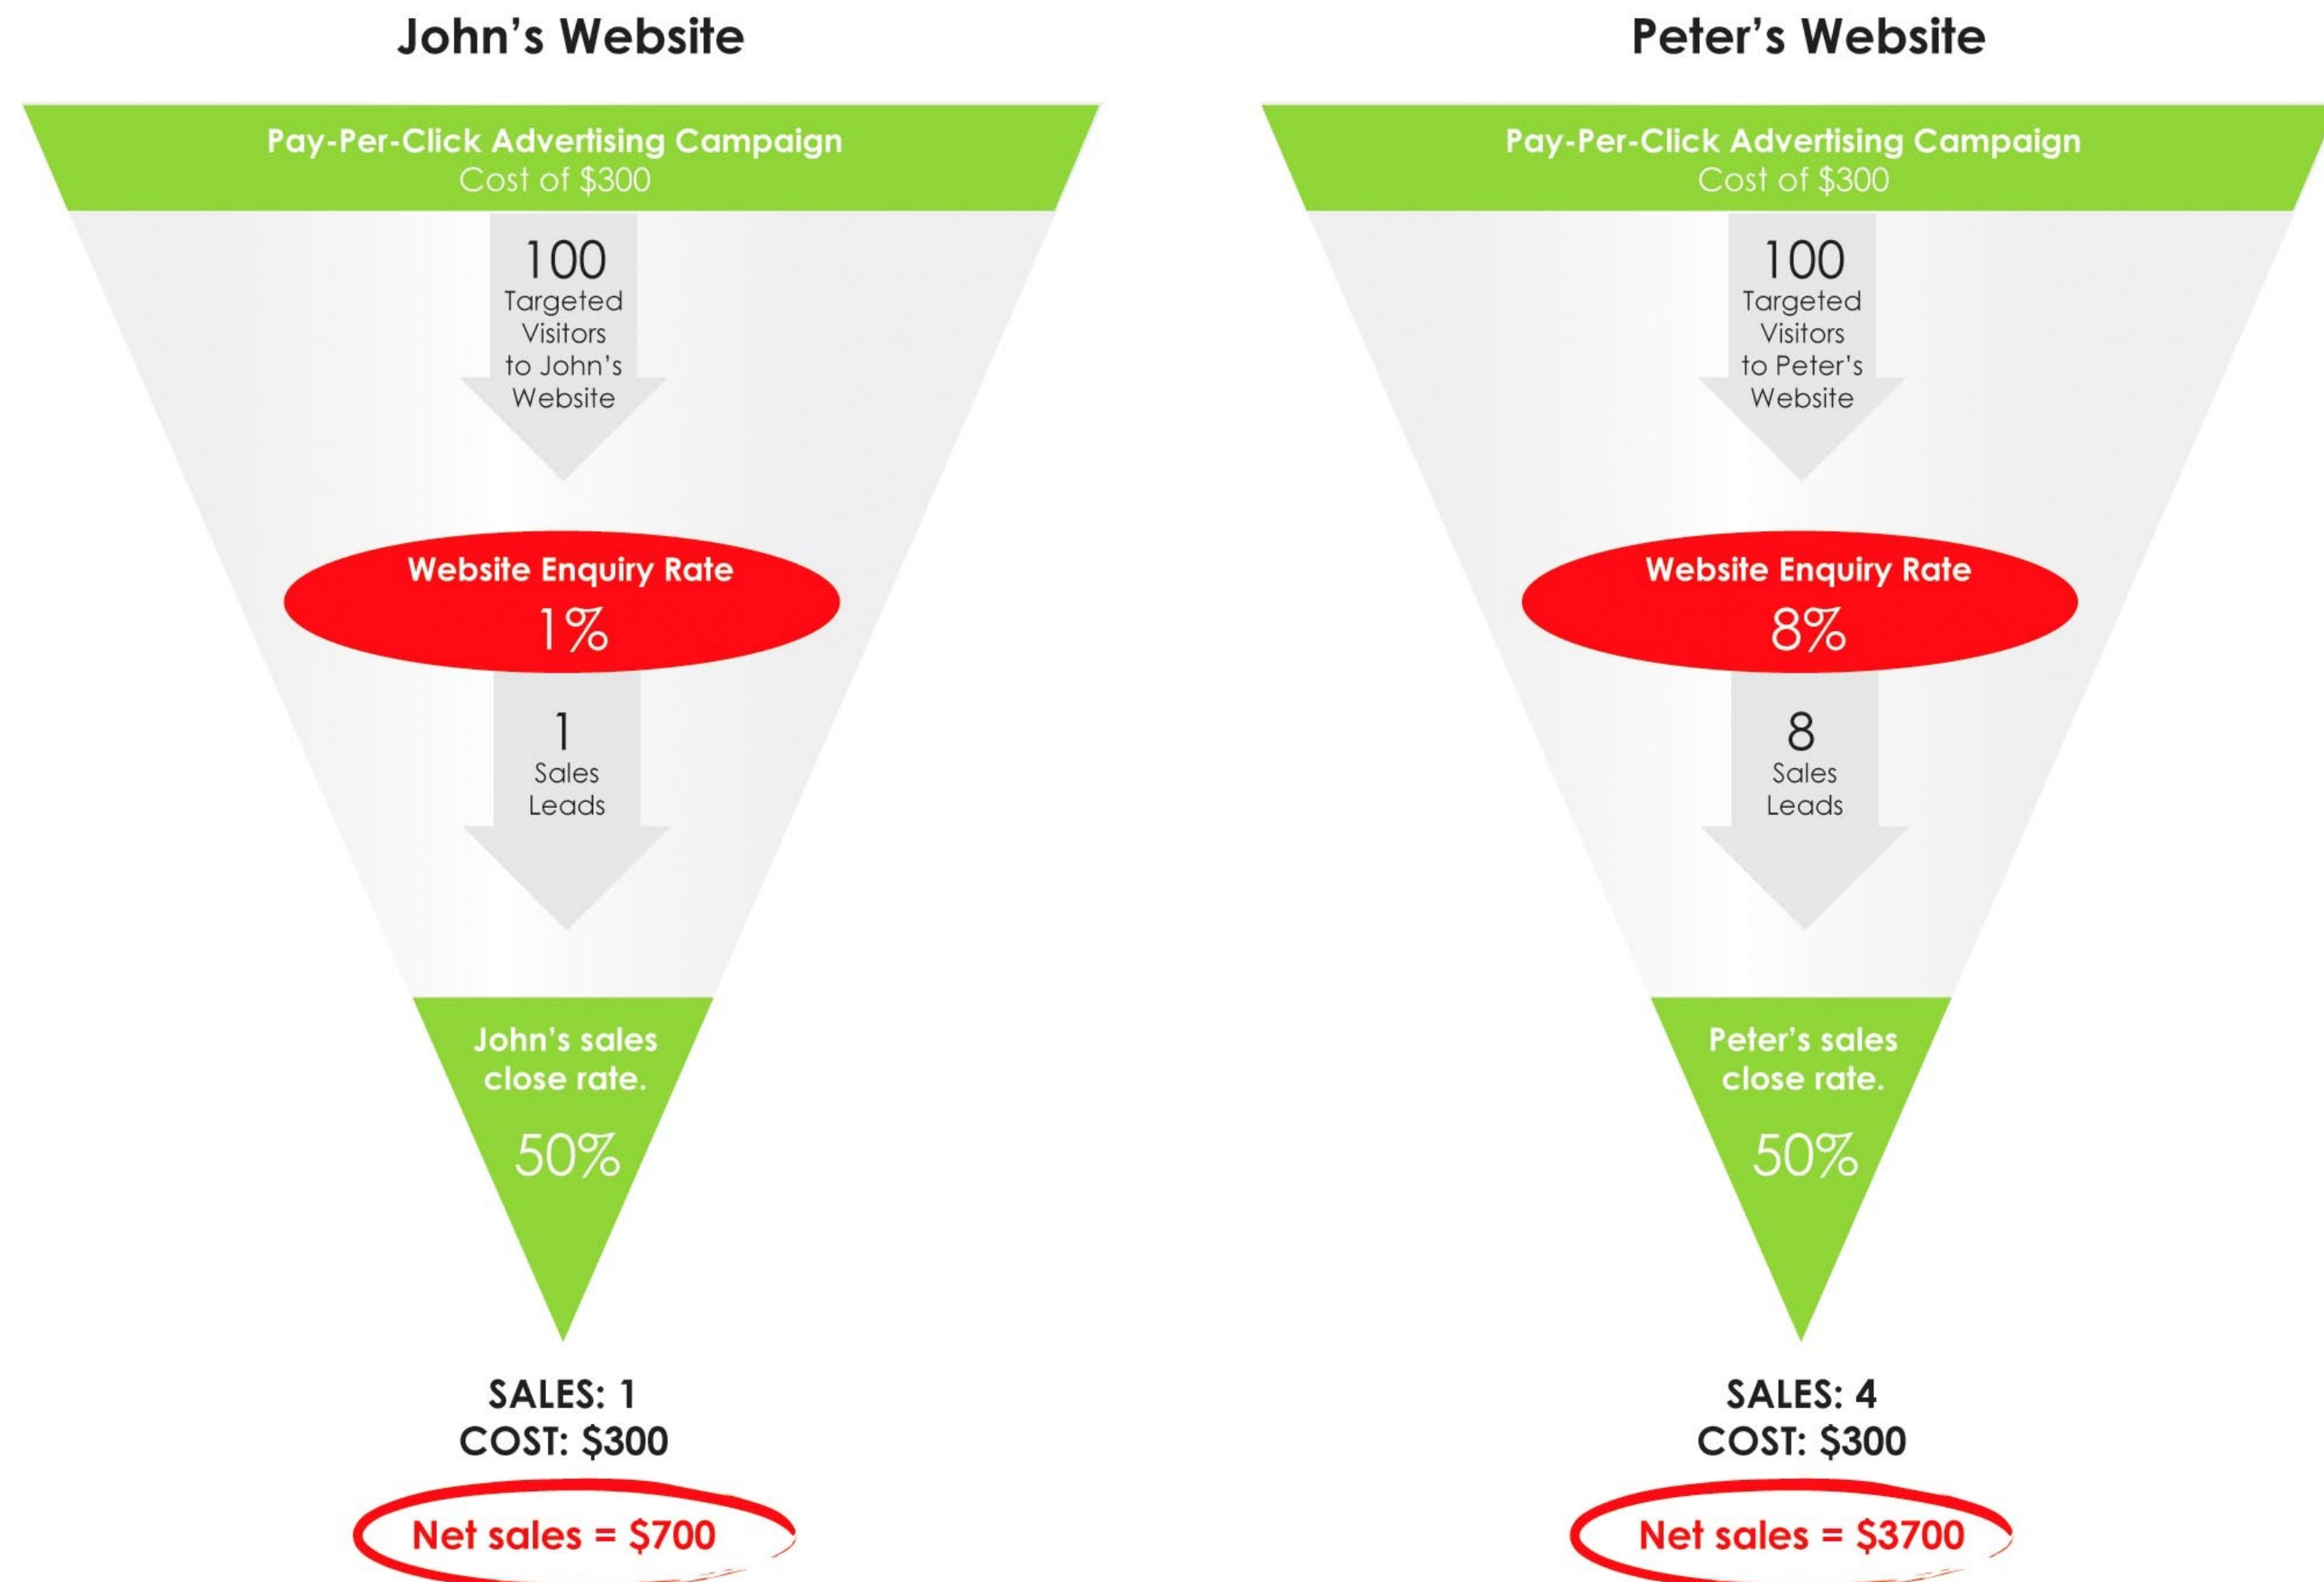 John's Website
Pay-Per-Click Advertising Campaign
Cost of $300
100
Targeted
Visitors
to John's
Website
Website Enquiry Rate
1%
1
Sales
Leads
John's sales
close rate.
50%
SALES: 1
COST: $300
Net sales = $700
Peter's Website
Pay-Per-Click Advertising Campaign
Cost of $300
100
Targeted
Visitors
to Peter's
Website
Website Enquiry Rate
8%
8
Sales
Leads
Peter's sales
close rate.
50%
SALES: 4
COST: $300
Net sales = $3700